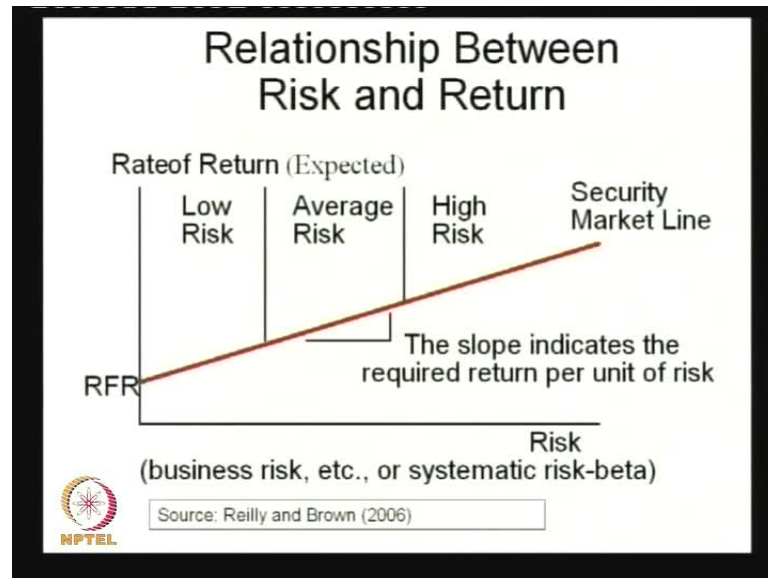 Relationship Between
Risk and Return
Rateof Return (Expected)
Low
Risk
Average
Risk
High
Risk
Security
Market Line
The slope indicates the
required return per unit of risk
RFR
Risk
(business risk, etc., or systematic risk-beta)
Source: Reilly and Brown (2006)
NPTEL